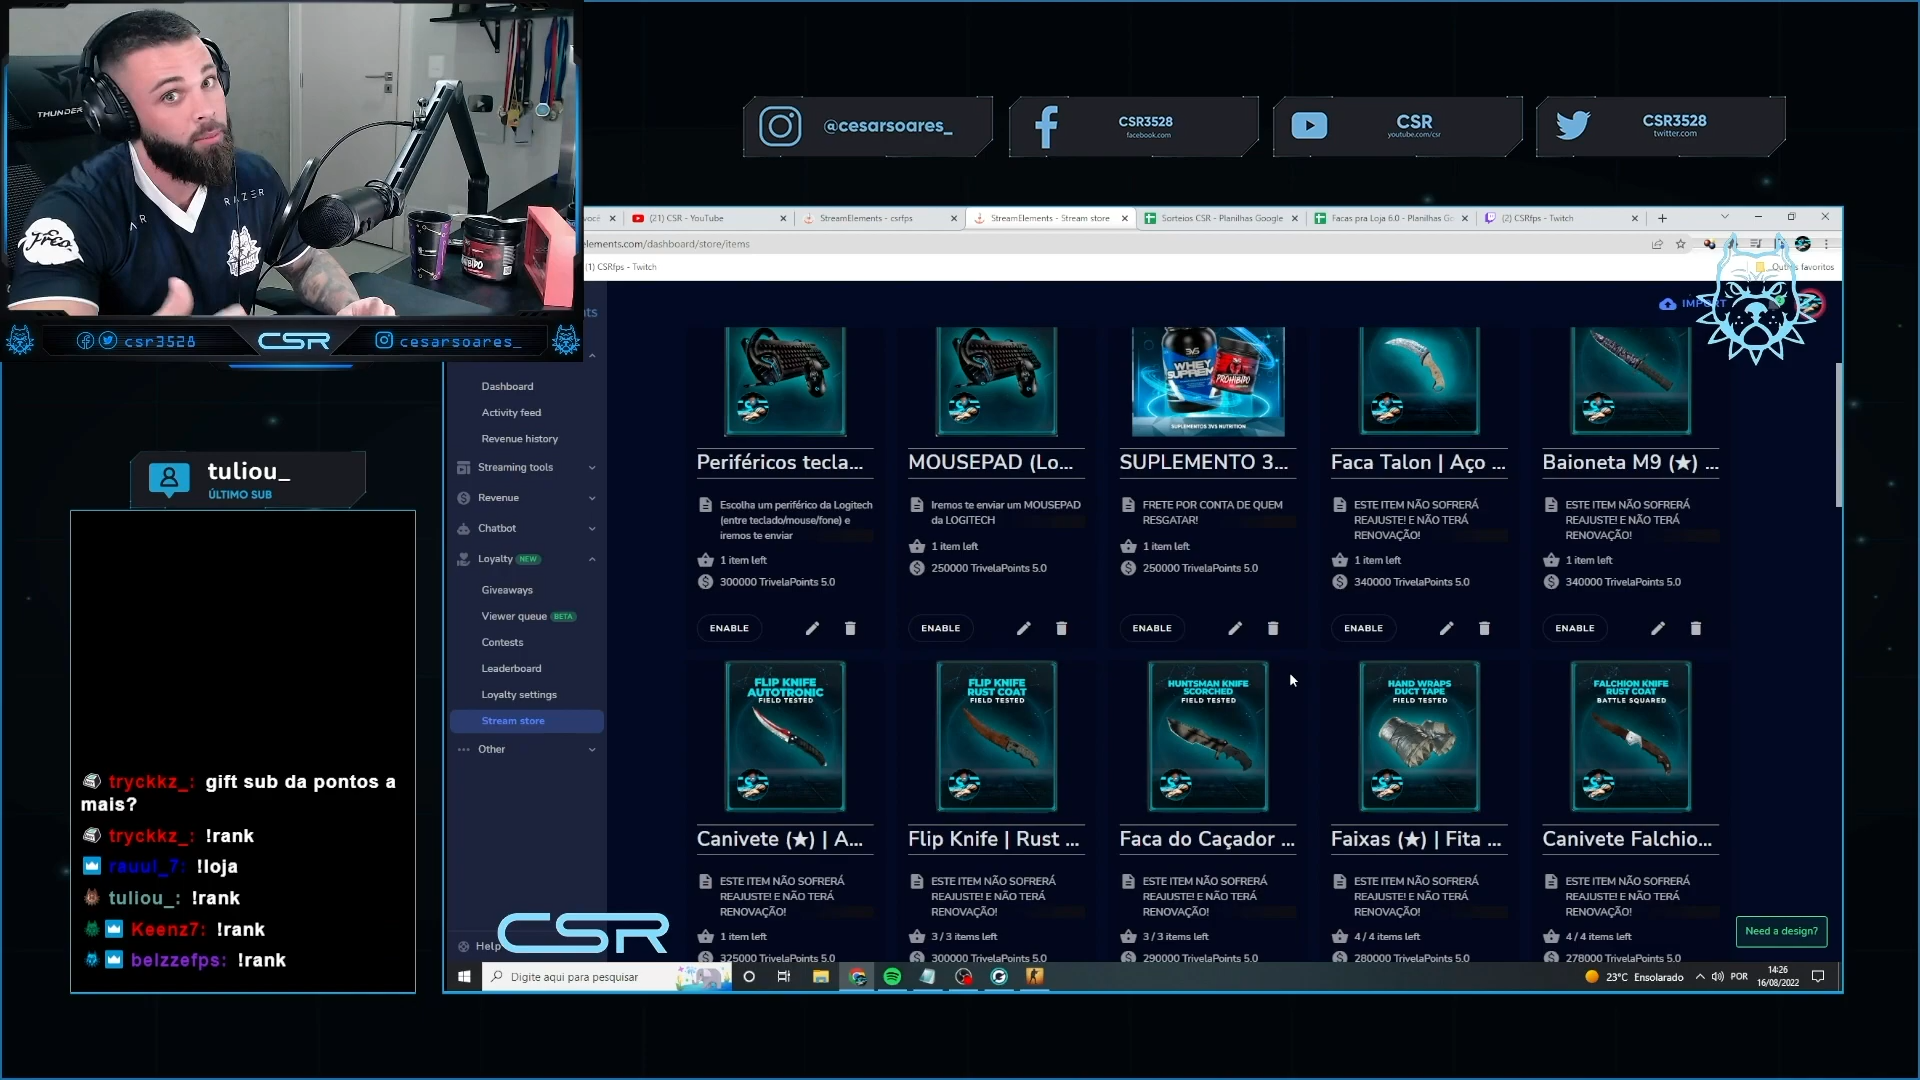 THUNDER
RAZER
Free
PROHIBIDO
csr3528
CSR
cesarsoares_
@cesarsoares_
CSR3528
facebook.com
CSR
youtube.com/csr
CSR3528
twitter.com
tuliou_
ÚLTIMO SUB
tryckkz_: gift sub da pontos a
mais?
tryckkz_: !rank
rauul_7: !loja
tuliou_: !rank
Keenz7: !rank
belzzefps: !rank
(21) CSR - YouTube
StreamElements - csrfps
StreamElements - Stream store
Sorteios CSR - Planilhas Google
Facas pra Loja 6.0 - Planilhas Go
(2) CSRfps - Twitch
elements.com/dashboard/store/items
(1) CSRfps - Twitch
Outros favoritos
IMPORT
Dashboard
Activity feed
Revenue history
Streaming tools
Revenue
Chatbot
Loyalty NEW
Giveaways
Viewer queue BETA
Contests
Leaderboard
Loyalty settings
Stream store
Other
Help
CSR
WHEY
SUPREM
PROHIBIDO
SUPLEMENTOS 3VS NUTRITION
Periféricos tecla...
Escolha um periférico da Logitech
(entre teclado/mouse/fone) e
iremos te enviar
1 item left
300000 TrivelaPoints 5.0
ENABLE
MOUSEPAD (Lo...
Iremos te enviar um MOUSEPAD
da LOGITECH
1 item left
250000 TrivelaPoints 5.0
ENABLE
SUPLEMENTO 3...
FRETE POR CONTA DE QUEM
RESGATAR!
1 item left
250000 TrivelaPoints 5.0
ENABLE
Faca Talon | Aço ...
ESTE ITEM NÃO SOFRERÁ
REAJUSTE! E NÃO TERÁ
RENOVAÇÃO!
1 item left
340000 TrivelaPoints 5.0
ENABLE
Baioneta M9 (★) ...
ESTE ITEM NÃO SOFRERÁ
REAJUSTE! E NÃO TERÁ
RENOVAÇÃO!
1 item left
340000 TrivelaPoints 5.0
ENABLE
FLIP KNIFE
AUTOTRONIC
FIELD TESTED
Canivete (★) | A...
ESTE ITEM NÃO SOFRERÁ
REAJUSTE! E NÃO TERÁ
RENOVAÇÃO!
1 item left
325000 TrivelaPoints 5.0
FLIP KNIFE
RUST COAT
FIELD TESTED
Flip Knife | Rust ...
ESTE ITEM NÃO SOFRERÁ
REAJUSTE! E NÃO TERÁ
RENOVAÇÃO!
3 / 3 items left
300000 TrivelaPoints 5.0
HUNTSMAN KNIFE
SCORCHED
FIELD TESTED
Faca do Caçador ...
ESTE ITEM NÃO SOFRERÁ
REAJUSTE! E NÃO TERÁ
RENOVAÇÃO!
3 / 3 items left
290000 TrivelaPoints 5.0
HAND WRAPS
DUCT TAPE
FIELD TESTED
Faixas (★) | Fita ...
ESTE ITEM NÃO SOFRERÁ
REAJUSTE! E NÃO TERÁ
RENOVAÇÃO!
4 / 4 items left
280000 TrivelaPoints 5.0
FALCHION KNIFE
RUST COAT
BATTLE SQUARED
Canivete Falchio...
ESTE ITEM NÃO SOFRERÁ
REAJUSTE! E NÃO TERÁ
RENOVAÇÃO!
4 / 4 items left
278000 TrivelaPoints 5.0
Need a design?
Digite aqui para pesquisar
23°C Ensolarado
POR
14:26
16/08/2022